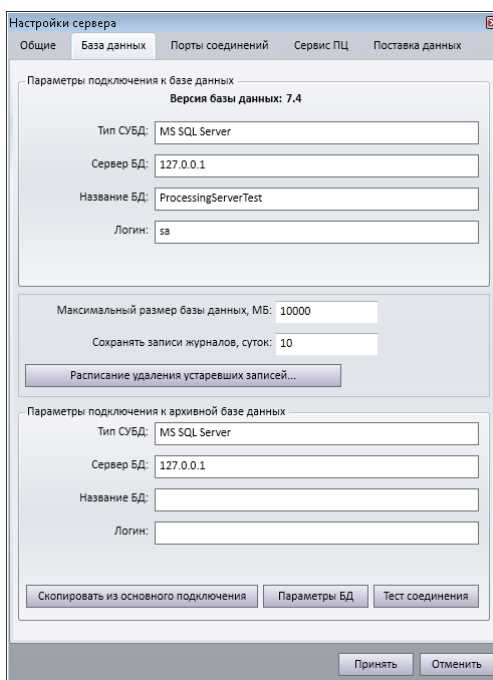 Настройки сервера
Общие База данных Порты соединений Сервис ПЦ Поставка данных
Параметры подключения к базе данных
Версия базы данных: 7.4
Тип СУБД: MS SQL Server
Сервер БД: 127.0.0.1
Название БД: ProcessingServerTest
Логин: sa
Максимальный размер базы данных, МБ: 10000
Сохранять записи журналов, суток: 10
Расписание удаления устаревших записей...
Параметры подключения к архивной базе данных
Тип СУБД: MS SQL Server
Сервер БД: 127.0.0.1
Название БД:
Логин:
Скопировать из основного подключения Параметры БД Тест соединения
Принять Отменить